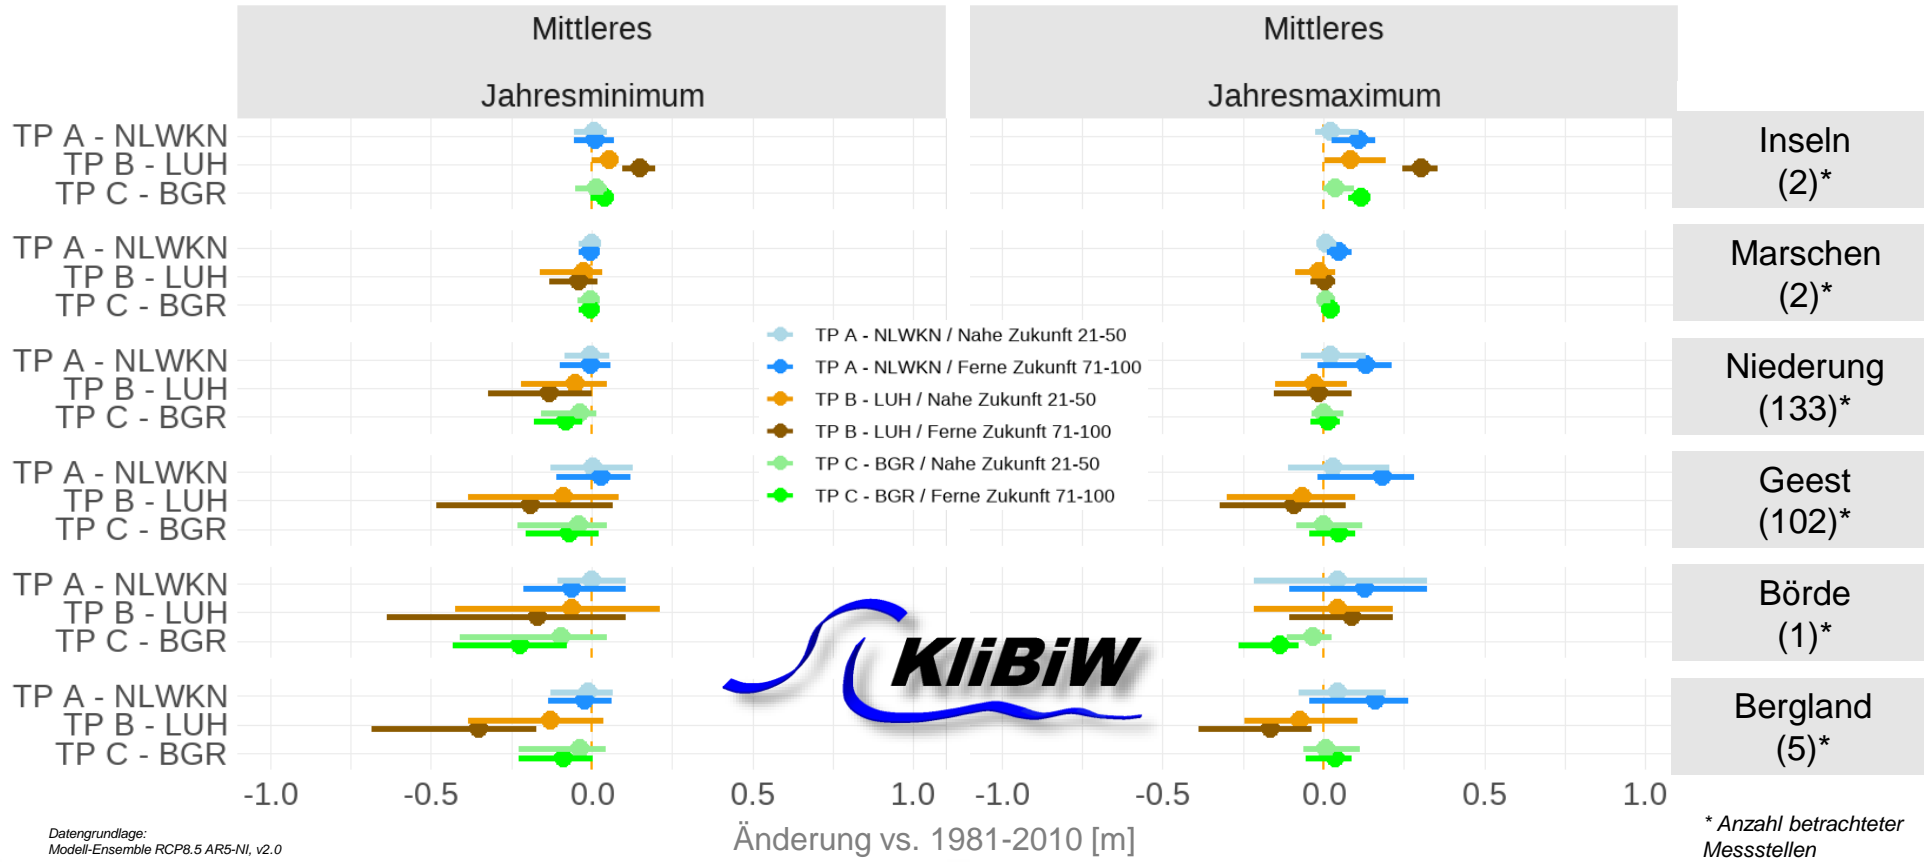 Mittleres
Jahresminimum
Mittleres
Jahresmaximum
TP A - NLWKN
TP B - LUH
TP C - BGR
Inseln
(2)*
TP A - NLWKN
TP B - LUH
TP C - BGR
Marschen
(2)*
TP A - NLWKN / Nahe Zukunft 21-50
TP A - NLWKN / Ferne Zukunft 71-100
TP B - LUH / Nahe Zukunft 21-50
TP B - LUH / Ferne Zukunft 71-100
TP C - BGR / Nahe Zukunft 21-50
TP C - BGR / Ferne Zukunft 71-100
TP A - NLWKN
TP B - LUH
TP C - BGR
Niederung
(133)*
TP A - NLWKN
TP B - LUH
TP C - BGR
Geest
(102)*
TP A - NLWKN
TP B - LUH
TP C - BGR
Börde
(1)*
KliBiW
TP A - NLWKN
TP B - LUH
TP C - BGR
Bergland
(5)*
-1.0 -0.5 0.0 0.5 1.0
-1.0 -0.5 0.0 0.5 1.0
Änderung vs. 1981-2010 [m]
Datengrundlage:
Modell-Ensemble RCP8.5 AR5-NI, v2.0
* Anzahl betrachteter
Messstellen